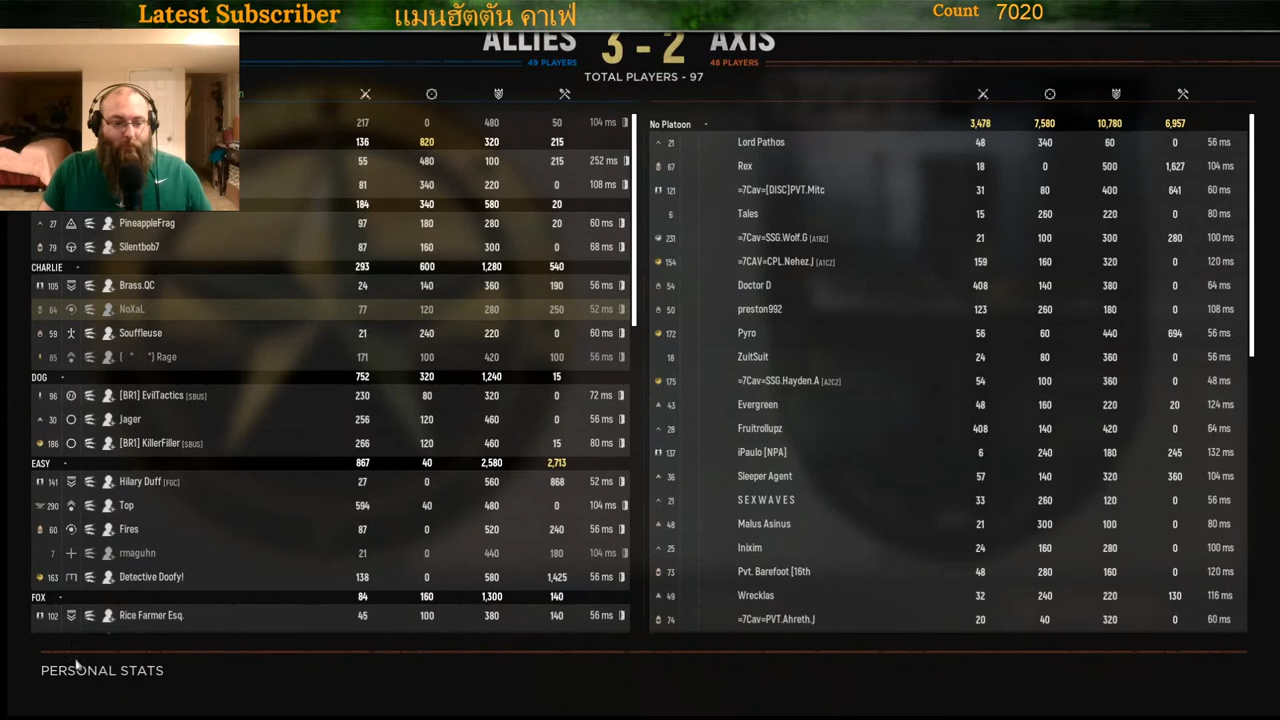 Latest Subscriber แมนฮัตตัน คาเฟ่ Count 7020
ALLIES 3 - 2 AXIS
49 PLAYERS 48 PLAYERS
TOTAL PLAYERS - 97
217 0 480 50 104 ms
136 820 320 215
55 480 100 215 252 ms
81 340 220 0 108 ms
184 340 580 20
27 PineappleFrag 97 180 280 20 60 ms
79 Silentbob7 87 160 300 0 68 ms
CHARLIE - 293 600 1,280 540
105 Brass.QC 24 140 360 190 56 ms
64 NoXaL 77 120 280 250 52 ms
59 Souffleuse 21 240 220 0 60 ms
85 ( ° °) Rage 171 100 420 100 56 ms
DOG - 752 320 1,240 15
96 [BR1] EvilTactics [SBUS] 230 80 320 0 72 ms
30 Jager 256 120 460 0 56 ms
186 [BR1] KillerFiller [SBUS] 266 120 460 15 80 ms
EASY - 867 40 2,580 2,713
141 Hilary Duff [FGC] 27 0 560 868 52 ms
290 Top 594 40 480 0 104 ms
60 Fires 87 0 520 240 56 ms
7 rmaguhn 21 0 440 180 104 ms
163 Detective Doofy! 138 0 580 1,425 56 ms
FOX - 84 160 1,300 140
102 Rice Farmer Esq. 45 100 380 140 56 ms
No Platoon - 3,478 7,580 10,780 6,957
21 Lord Pathos 48 340 60 0 56 ms
67 Rex 18 0 500 1,627 104 ms
121 =7Cav=[DISC]PVT.Mitc 31 80 400 641 60 ms
6 Tales 15 260 220 0 80 ms
231 =7Cav=SSG.Wolf.G [A1B2] 21 100 300 280 100 ms
154 =7CAV=CPL.Nehez.J [A1C2] 159 160 320 0 120 ms
54 Doctor D 408 140 380 0 64 ms
50 preston992 123 260 180 0 108 ms
172 Pyro 56 60 440 694 56 ms
18 ZuitSuit 24 80 360 0 56 ms
175 =7Cav=SSG.Hayden.A [A2C2] 54 100 360 0 48 ms
43 Evergreen 48 160 220 20 124 ms
28 Fruitrollupz 408 140 420 0 64 ms
137 iPaulo [NPA] 6 240 180 245 132 ms
36 Sleeper Agent 57 140 320 360 104 ms
21 S E X W A V E S 33 260 120 0 56 ms
48 Malus Asinus 21 300 100 0 80 ms
25 Inixim 24 160 280 0 100 ms
73 Pvt. Barefoot [16th 48 280 160 0 120 ms
49 Wrecklas 32 240 220 130 116 ms
74 =7Cav=PVT.Ahreth.J 20 40 320 0 60 ms
PERSONAL STATS